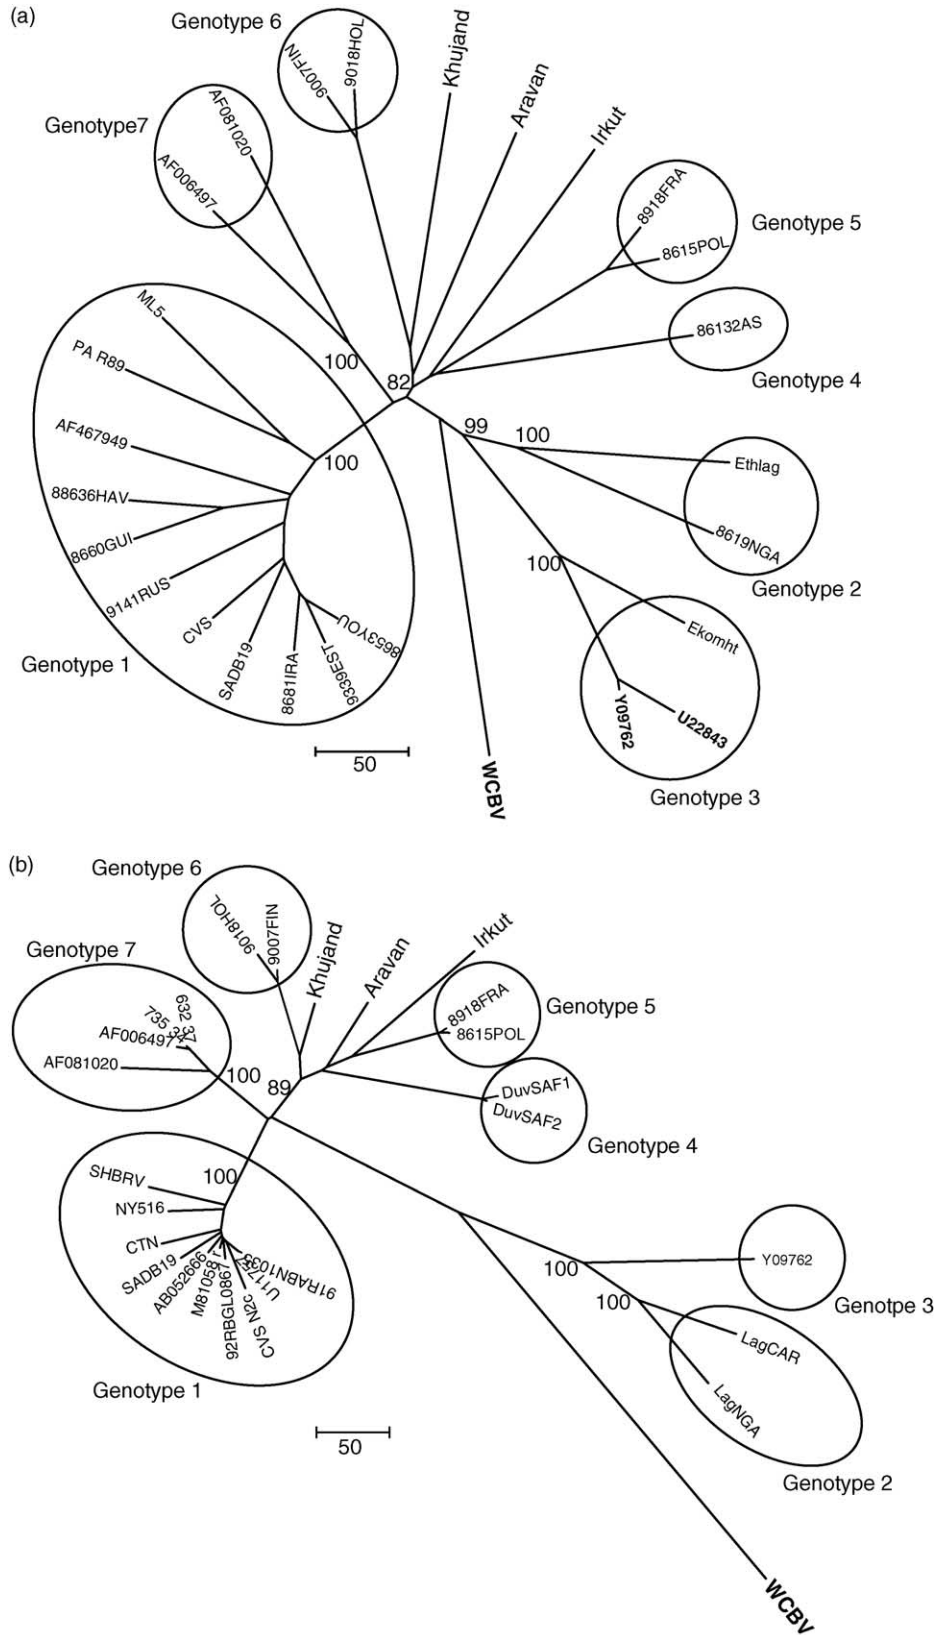 (a)
Genotype 6
9007FIN
9018HOL
Khujand
Aravan
Irkut
Genotype7
AF081020
AF006497
8918FRA
8615POL
Genotype 5
86132AS
Genotype 4
ML5
PA R89
AF467949
88636HAV
8660GUI
9141RUS
CVS
SADB19
8681IRA
9339EST
8653YOU
Genotype 1
100
82
100
99
100
Ethlag
8619NGA
Genotype 2
100
Ekomht
U22843
Y09762
Genotype 3
WCBV
50
(b)
Genotype 6
9018HOL
9007FIN
Khujand
Aravan
Irkut
Genotype 7
632 37
735 34
AF006497
AF081020
8918FRA
8615POL
Genotype 5
100
89
DuvSAF1
DuvSAF2
Genotype 4
100
SHBRV
NY516
CTN
SADB19
AB052666
M81058.1
92RBGL0867
CVS N2c
91RABN1035
Genotype 1
100
Y09762
Genotpe 3
100
LagCAR
LagNGA
Genotype 2
50
WCBV